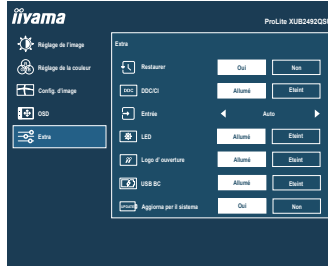 iiyama
ProLite XUB2492QSU
Réglage de l'image
Réglage de la couleur
Config. d'image
OSD
Extra
Extra
Restaurer Oui Non
DDC DDC/CI Allumé Eteint
Entrée Auto
LED Allumé Eteint
Logo d' ouverture Allumé Eteint
USB BC Allumé Eteint
UPDATE Aggiorna per il sistema Oui Non